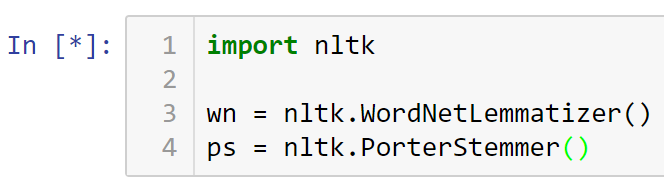 In [*]:
1 import nltk
2
3 wn = nltk.WordNetLemmatizer()
4 ps = nltk.PorterStemmer()